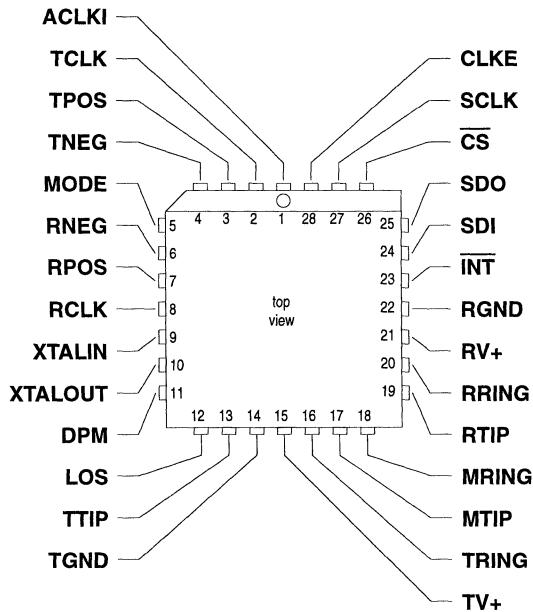 ACLKI
TCLK
TPOS
TNEG
MODE
RNEG
RPOS
RCLK
XTALIN
XTALOUT
DPM
LOS
TTIP
TGND
CLKE
SCLK
C̅S̅
SDO
SDI
I̅N̅T̅
RGND
RV+
RRING
RTIP
MRING
MTIP
TRING
TV+
4 3 2 1 28 27 26
5
6
7
8
9
10
11
25
24
23
22
21
20
19
top
view
12 13 14 15 16 17 18